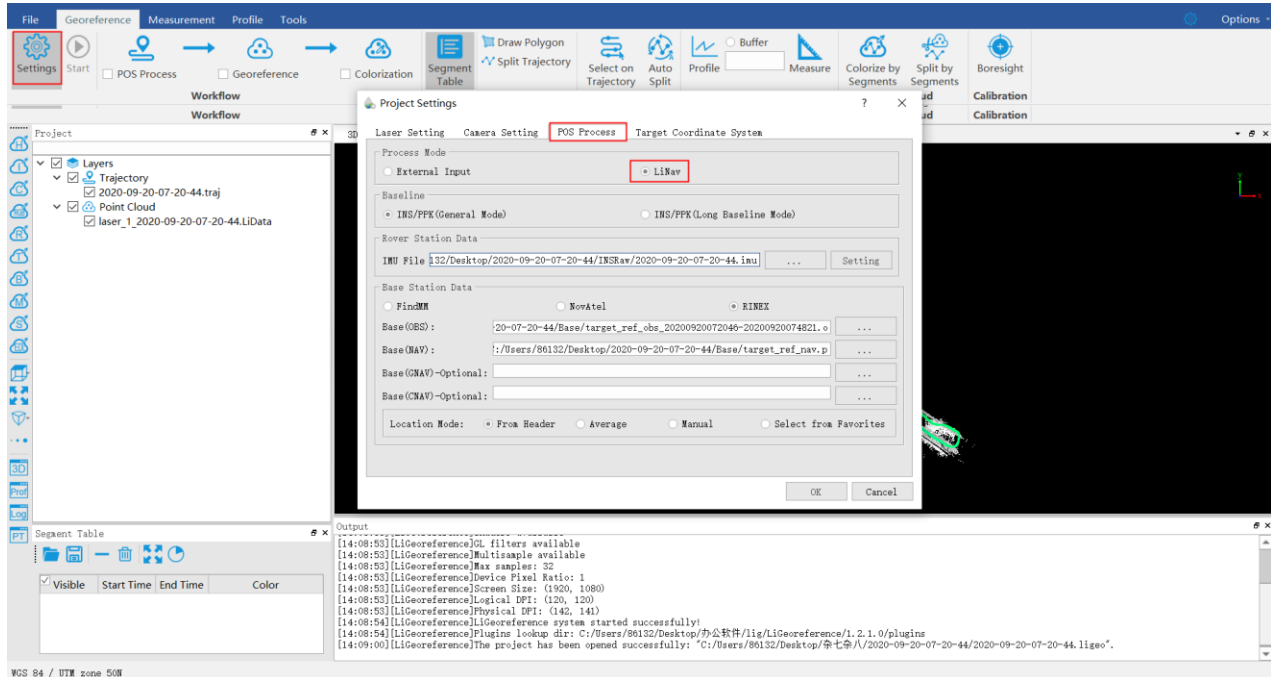 File Georeference Measurement Profile Tools Options
Settings Start POS Process Georeference Colorization Segment Table Draw Polygon Split Trajectory Select on Trajectory Auto Split Profile Buffer Measure Colorize by Segments Split by Segments Boresight
Workflow ud Calibration
Workflow ud Calibration
Project
3D
Layers
Trajectory
2020-09-20-07-20-44.traj
Point Cloud
laser_1_2020-09-20-07-20-44.LiData
Project Settings ? ×
Laser Setting Camera Setting POS Process Target Coordinate System
Process Mode
External Input LiNav
Baseline
INS/PPK(General Mode) INS/PPK(Long Baseline Mode)
Rover Station Data
IMU File 132/Desktop/2020-09-20-07-20-44/INSRaw/2020-09-20-07-20-44.imu ... Setting
Base Station Data
FindMM NovAtel RINEX
Base(OBS): -20-07-20-44/Base/target_ref_obs_20200920072046-20200920074821.o ...
Base(NAV): :/Users/86132/Desktop/2020-09-20-07-20-44/Base/target_ref_nav.p ...
Base(GNAV)-Optional: ...
Base(CNAV)-Optional: ...
Location Mode: From Header Average Manual Select from Favorites
OK Cancel
3D
Prof
Log
PT
Segment Table
Visible Start Time End Time Color
Output
[14:08:53][LiGeoreference]GL filters available
[14:08:53][LiGeoreference]Multisample available
[14:08:53][LiGeoreference]Max samples: 32
[14:08:53][LiGeoreference]Device Pixel Ratio: 1
[14:08:53][LiGeoreference]Screen Size: (1920, 1080)
[14:08:53][LiGeoreference]Logical DPI: (120, 120)
[14:08:53][LiGeoreference]Physical DPI: (142, 141)
[14:08:54][LiGeoreference]LiGeoreference system started successfully!
[14:08:54][LiGeoreference]Plugins lookup dir: C:/Users/86132/Desktop/办公软件/lig/LiGeoreference/1.2.1.0/plugins
[14:09:00][LiGeoreference]The project has been opened successfully: "C:/Users/86132/Desktop/杂七杂八/2020-09-20-07-20-44/2020-09-20-07-20-44.ligeo".
WGS 84 / UTM zone 50N